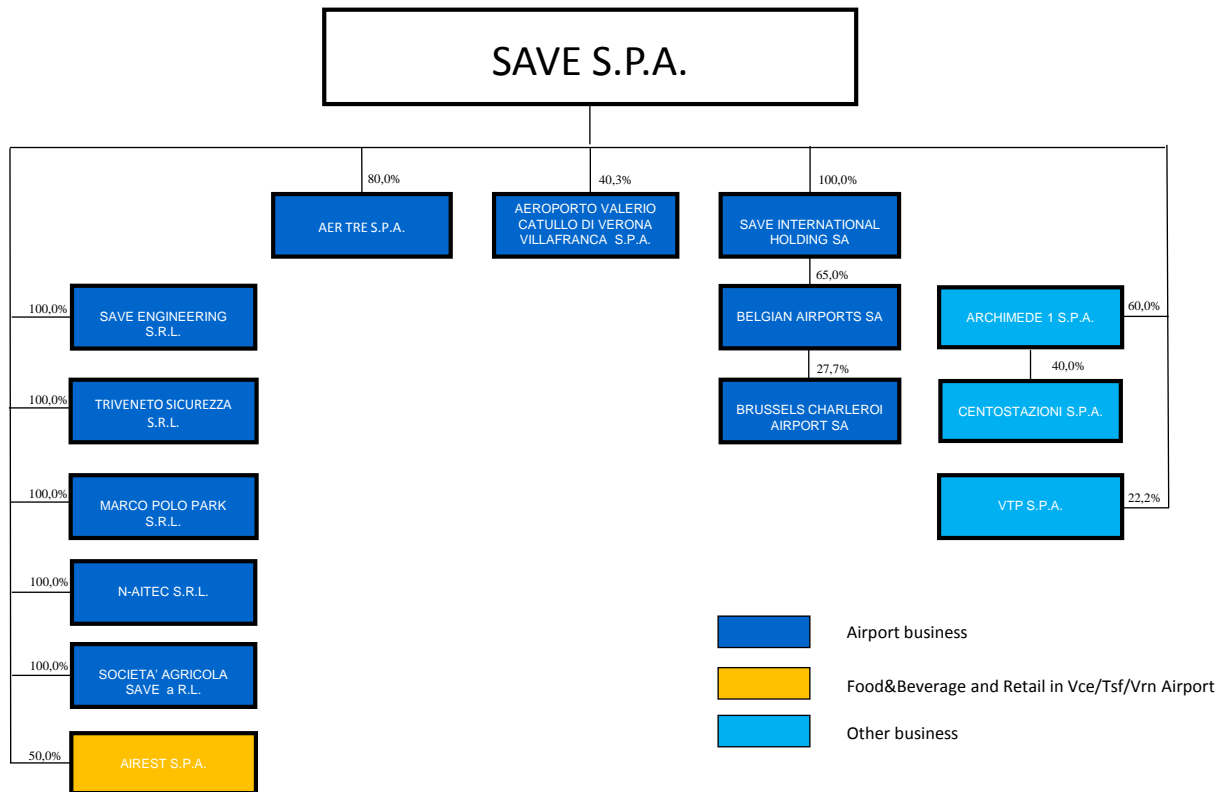 SAVE S.P.A.
80,0%
40,3%
100,0%
AER TRE S.P.A.
AEROPORTO VALERIO
CATULLO DI VERONA
VILLAFRANCA S.P.A.
SAVE INTERNATIONAL
HOLDING SA
65,0%
100,0%
SAVE ENGINEERING
S.R.L.
BELGIAN AIRPORTS SA
ARCHIMEDE 1 S.P.A.
60,0%
27,7%
40,0%
100,0%
TRIVENETO SICUREZZA
S.R.L.
BRUSSELS CHARLEROI
AIRPORT SA
CENTOSTAZIONI S.P.A.
100,0%
MARCO POLO PARK
S.R.L.
VTP S.P.A.
22,2%
100,0%
N-AITEC S.R.L.
Airport business
100,0%
SOCIETA’ AGRICOLA
SAVE a R.L.
Food&Beverage and Retail in Vce/Tsf/Vrn Airport
Other business
50,0%
AIREST S.P.A.